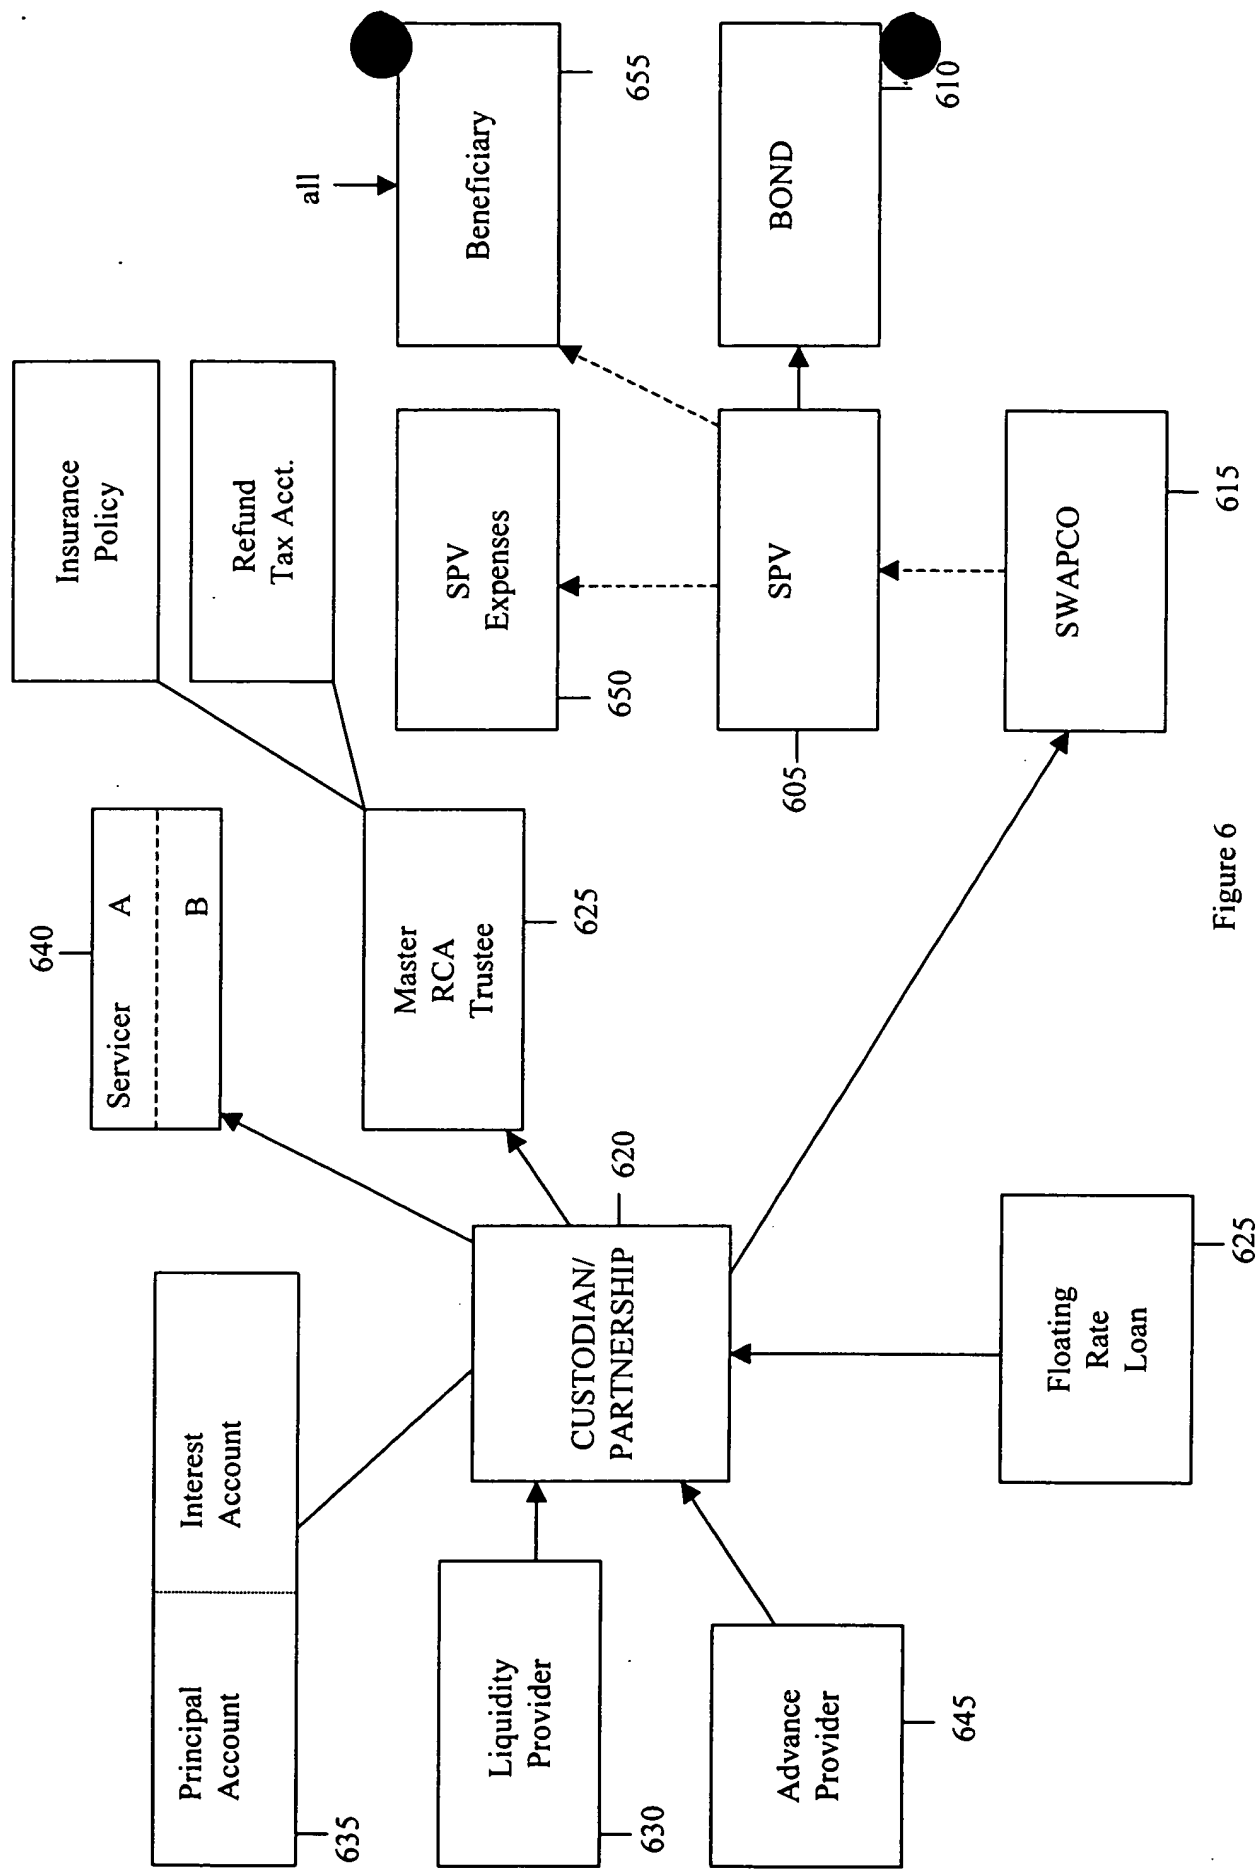 Principal
Account
Interest
Account
635
Servicer A
B
640
Insurance
Policy
Refund
Tax Acct.
Liquidity
Provider
630
CUSTODIAN/
PARTNERSHIP
620
Master
RCA
Trustee
625
SPV
Expenses
650
all
Beneficiary
655
Advance
Provider
645
605
SPV
BOND
610
Floating
Rate
Loan
625
SWAPCO
615
Figure 6